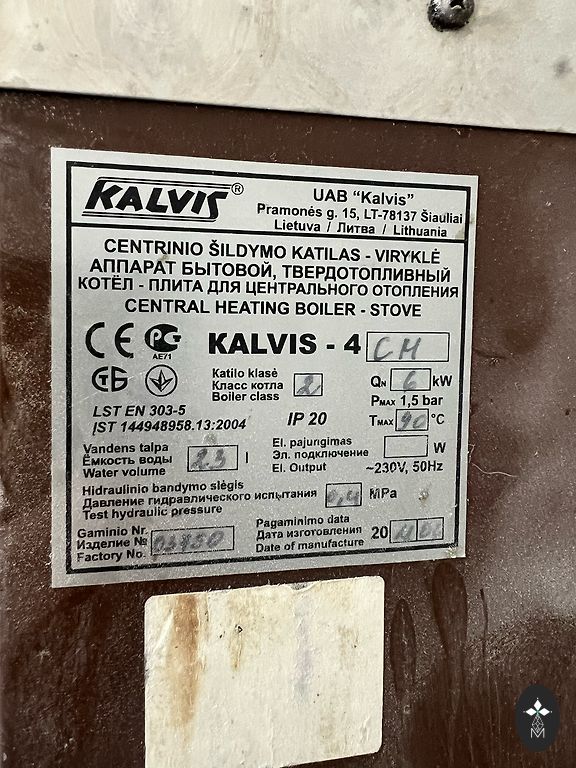 KALVIS®
UAB "Kalvis"
Pramonės g. 15, LT-78137 Šiauliai
Lietuva / Литва / Lithuania
CENTRINIO ŠILDYMO KATILAS - VIRYKLĖ
АППАРАТ БЫТОВОЙ, ТВЕРДОТОПЛИВНЫЙ
КОТЁЛ - ПЛИТА ДЛЯ ЦЕНТРАЛЬНОГО ОТОПЛЕНИЯ
CENTRAL HEATING BOILER - STOVE
CE PG AE71 KALVIS - 4 CM
Katilo klasė
Класс котла 2
Boiler class
QN 6 kW
PMAX 1,5 bar
LST EN 303-5
ĮST 144948958.13:2004
IP 20
TMAX 90 °C
Vandens talpa
Ёмкость воды 23 l
Water volume
El. pajungimas
Эл. подключение W
El. Output ~230V, 50Hz
Hidraulinio bandymo slėgis
Давление гидравлического испытания 0,4 MPa
Test hydraulic pressure
Gaminio Nr.
Изделие №
Factory No.
Pagaminimo data
Дата изготовления 20
Date of manufacture
M